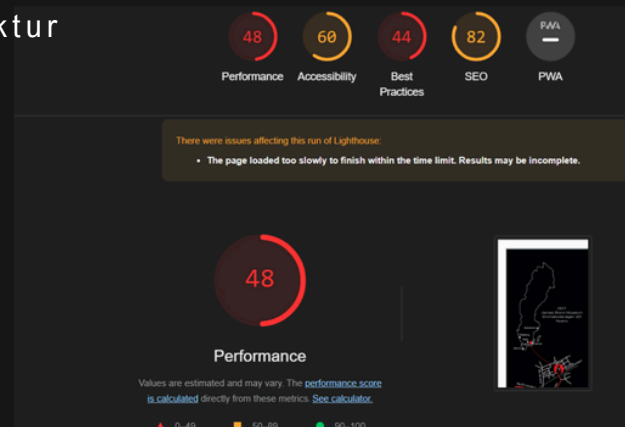 ktur
48
60
44
82
PWA
Performance
Accessibility
Best
Practices
SEO
PWA
There were issues affecting this run of Lighthouse:
• The page loaded too slowly to finish within the time limit. Results may be incomplete.
48
Performance
Values are estimated and may vary. The performance score
is calculated directly from these metrics. See calculator.
0–49
50–89
90–100